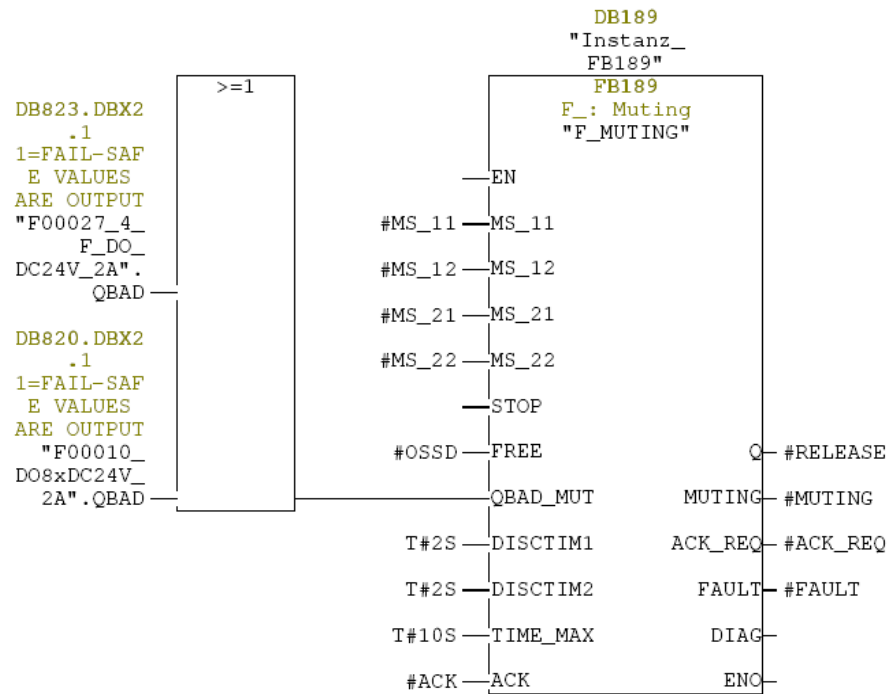 DB189
"Instanz_
FB189"
>=1
FB189
F_: Muting
"F_MUTING"
DB823.DBX2
.1
1=FAIL-SAF
E VALUES
ARE OUTPUT
"F00027_4_
F_DO_
DC24V_2A".
QBAD
DB820.DBX2
.1
1=FAIL-SAF
E VALUES
ARE OUTPUT
"F00010_
DO8xDC24V_
2A".QBAD
EN
#MS_11 MS_11
#MS_12 MS_12
#MS_21 MS_21
#MS_22 MS_22
STOP
#OSSD FREE Q #RELEASE
QBAD_MUT MUTING #MUTING
T#2S DISCTIM1 ACK_REQ #ACK_REQ
T#2S DISCTIM2 FAULT #FAULT
T#10S TIME_MAX DIAG
#ACK ACK ENO